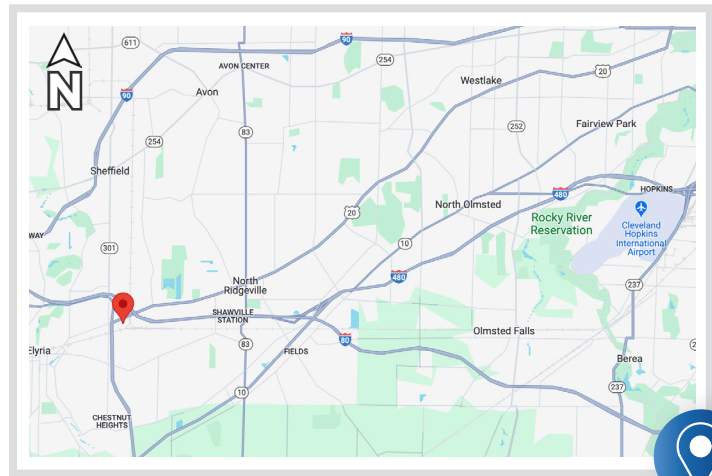 611
90
AVON CENTER
254
Westlake
20
N
Avon
90
83
252
Fairview Park
254
Sheffield
480
HOPKINS
North Olmsted
20
Rocky River
Reservation
Cleveland
Hopkins
International
Airport
WAY
10
301
480
237
North
Ridgeville
SHAWVILLE
STATION
Olmsted Falls
83
80
FIELDS
2
Elyria
Berea
237
10
CHESTNUT
HEIGHTS